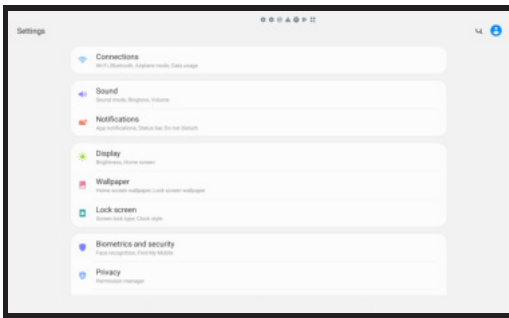 Settings
Connections
Wi-Fi, Bluetooth, Airplane mode, Data usage
Sound
Sound mode, Ringtone, Volume
Notifications
App notifications, Status bar, Do not disturb
Display
Brightness, Home screen
Wallpaper
Home screen wallpaper, Lock screen wallpaper
Lock screen
Screen lock type, Clock style
Biometrics and security
Face recognition, Find My Mobile
Privacy
Permission manager